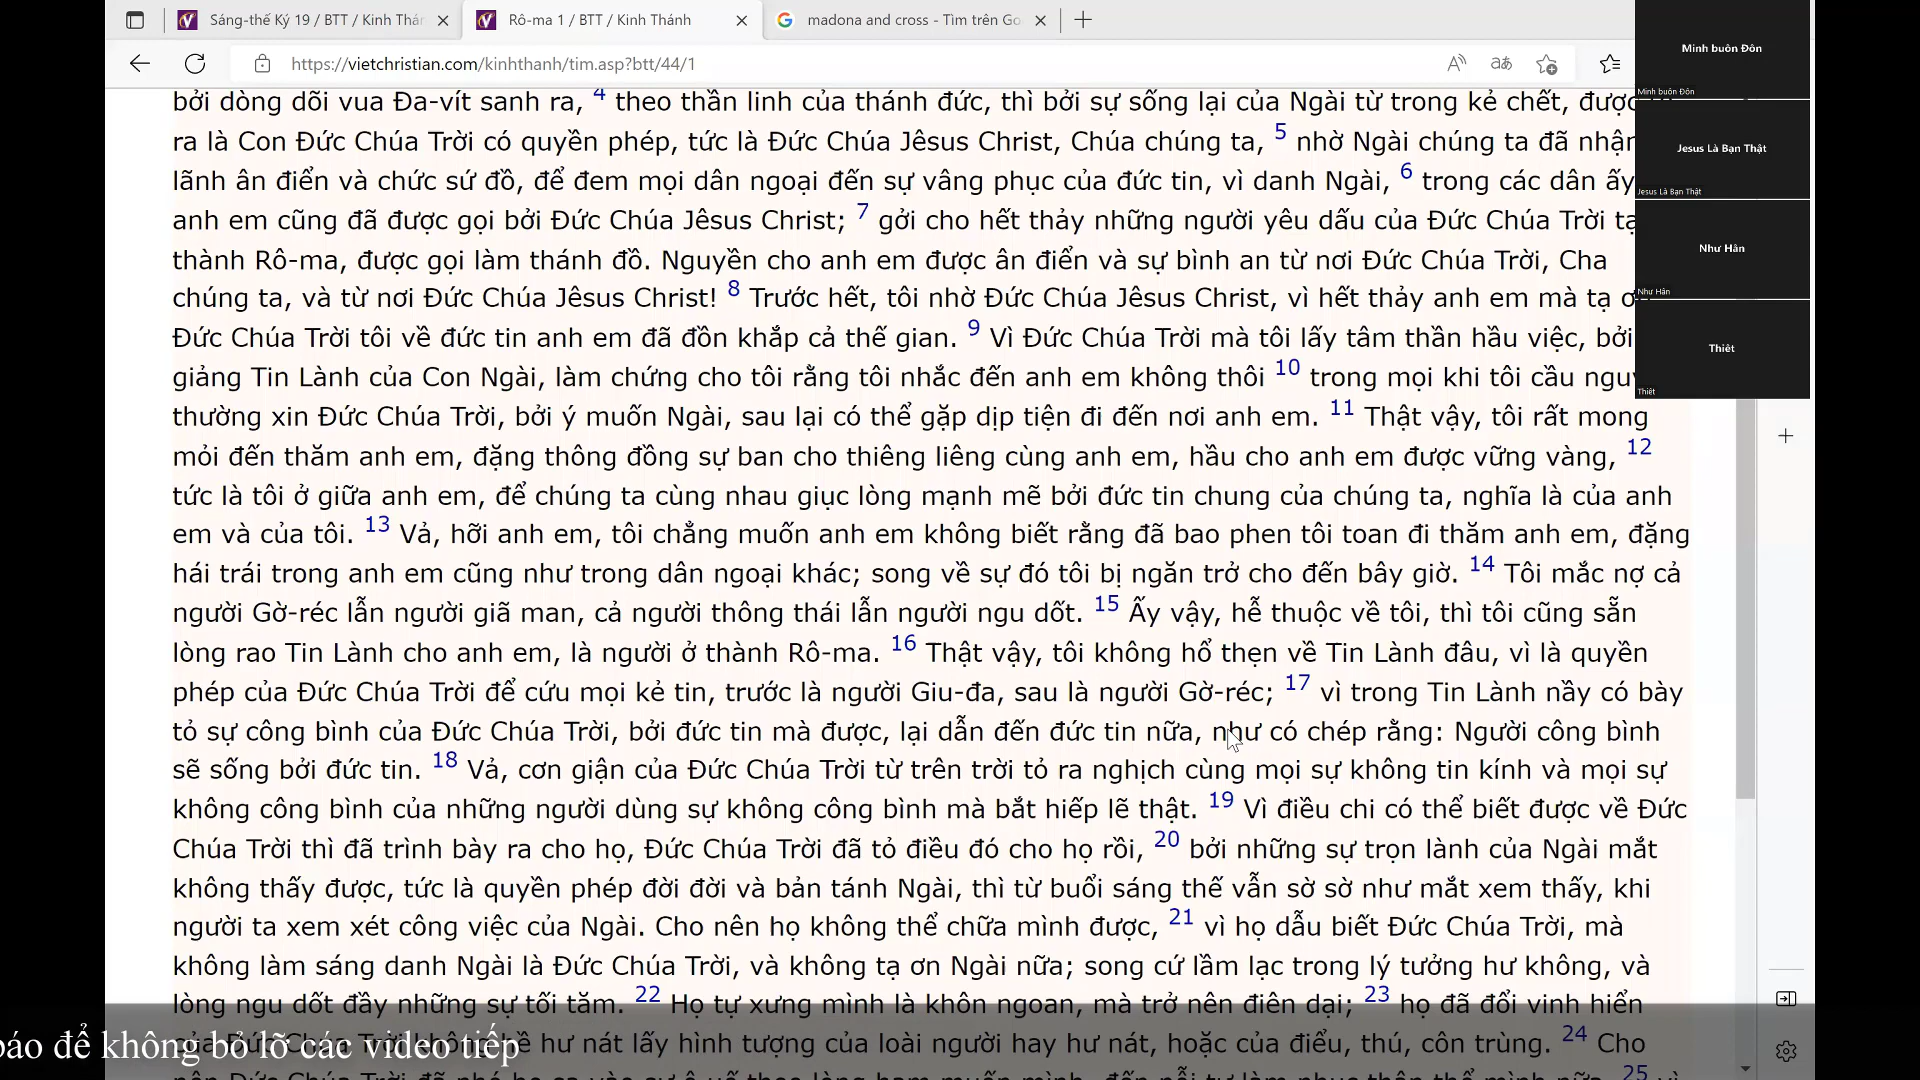 Sáng-thế Ký 19 / BTT / Kinh Thá
Rô-ma 1 / BTT / Kinh Thánh
madona and cross - Tìm trên Go
https://vietchristian.com/kinhthanh/tim.asp?btt/44/1
Minh buôn Đôn
Minh buôn Đôn
Jesus Là Bạn Thật
Jesus Là Bạn Thật
Như Hân
Như Hân
Thiêt
Thiêt
bởi dòng dõi vua Đa-vít sanh ra, 4 theo thần linh của thánh đức, thì bởi sự sống lại của Ngài từ trong kẻ chết, được
ra là Con Đức Chúa Trời có quyền phép, tức là Đức Chúa Jêsus Christ, Chúa chúng ta, 5 nhờ Ngài chúng ta đã nhận
lãnh ân điển và chức sứ đồ, để đem mọi dân ngoại đến sự vâng phục của đức tin, vì danh Ngài, 6 trong các dân ấy
anh em cũng đã được gọi bởi Đức Chúa Jêsus Christ; 7 gởi cho hết thảy những người yêu dấu của Đức Chúa Trời tạ
thành Rô-ma, được gọi làm thánh đồ. Nguyền cho anh em được ân điển và sự bình an từ nơi Đức Chúa Trời, Cha
chúng ta, và từ nơi Đức Chúa Jêsus Christ! 8 Trước hết, tôi nhờ Đức Chúa Jêsus Christ, vì hết thảy anh em mà tạ ơ
Đức Chúa Trời tôi về đức tin anh em đã đồn khắp cả thế gian. 9 Vì Đức Chúa Trời mà tôi lấy tâm thần hầu việc, bởi
giảng Tin Lành của Con Ngài, làm chứng cho tôi rằng tôi nhắc đến anh em không thôi 10 trong mọi khi tôi cầu nguy
thường xin Đức Chúa Trời, bởi ý muốn Ngài, sau lại có thể gặp dịp tiện đi đến nơi anh em. 11 Thật vậy, tôi rất mong
mỏi đến thăm anh em, đặng thông đồng sự ban cho thiêng liêng cùng anh em, hầu cho anh em được vững vàng, 12
tức là tôi ở giữa anh em, để chúng ta cùng nhau giục lòng mạnh mẽ bởi đức tin chung của chúng ta, nghĩa là của anh
em và của tôi. 13 Vả, hỡi anh em, tôi chẳng muốn anh em không biết rằng đã bao phen tôi toan đi thăm anh em, đặng
hái trái trong anh em cũng như trong dân ngoại khác; song về sự đó tôi bị ngăn trở cho đến bây giờ. 14 Tôi mắc nợ cả
người Gờ-réc lẫn người giã man, cả người thông thái lẫn người ngu dốt. 15 Ấy vậy, hễ thuộc về tôi, thì tôi cũng sẵn
lòng rao Tin Lành cho anh em, là người ở thành Rô-ma. 16 Thật vậy, tôi không hổ thẹn về Tin Lành đâu, vì là quyền
phép của Đức Chúa Trời để cứu mọi kẻ tin, trước là người Giu-đa, sau là người Gờ-réc; 17 vì trong Tin Lành nầy có bày
tỏ sự công bình của Đức Chúa Trời, bởi đức tin mà được, lại dẫn đến đức tin nữa, như có chép rằng: Người công bình
sẽ sống bởi đức tin. 18 Vả, cơn giận của Đức Chúa Trời từ trên trời tỏ ra nghịch cùng mọi sự không tin kính và mọi sự
không công bình của những người dùng sự không công bình mà bắt hiếp lẽ thật. 19 Vì điều chi có thể biết được về Đức
Chúa Trời thì đã trình bày ra cho họ, Đức Chúa Trời đã tỏ điều đó cho họ rồi, 20 bởi những sự trọn lành của Ngài mắt
không thấy được, tức là quyền phép đời đời và bản tánh Ngài, thì từ buổi sáng thế vẫn sờ sờ như mắt xem thấy, khi
người ta xem xét công việc của Ngài. Cho nên họ không thể chữa mình được, 21 vì họ dẫu biết Đức Chúa Trời, mà
không làm sáng danh Ngài là Đức Chúa Trời, và không tạ ơn Ngài nữa; song cứ lầm lạc trong lý tưởng hư không, và
lòng ngu dốt đầy những sự tối tăm. 22 Họ tự xưng mình là khôn ngoan, mà trở nên điên dại; 23 họ đã đổi vinh hiển
hư nát lấy hình tượng của loài người hay hư nát, hoặc của điểu, thú, côn trùng. 24 Cho
báo để không bỏ lỡ các video tiếp
25